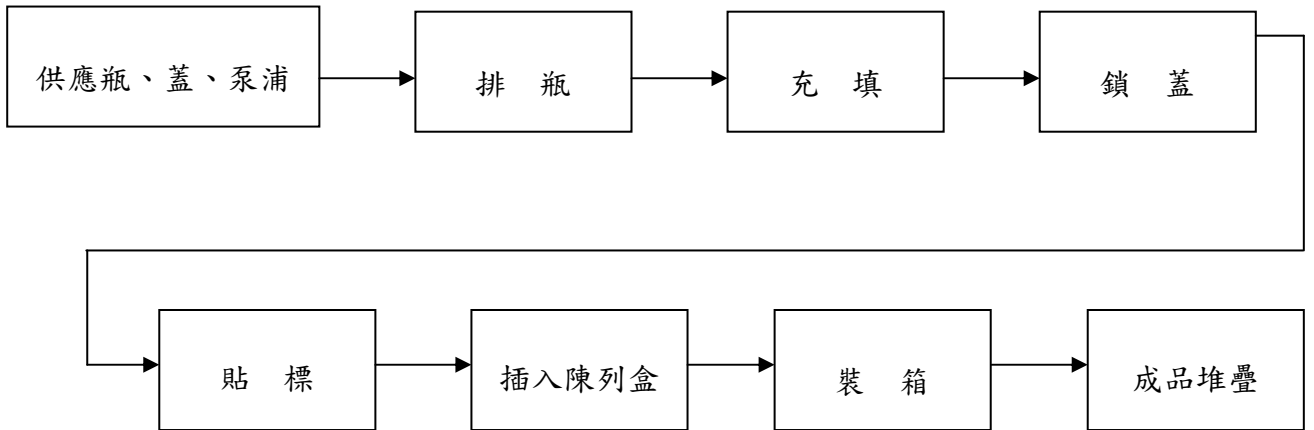 供應瓶、蓋、泵浦
排 瓶
充 填
鎖 蓋
貼 標
插入陳列盒
裝 箱
成品堆疊